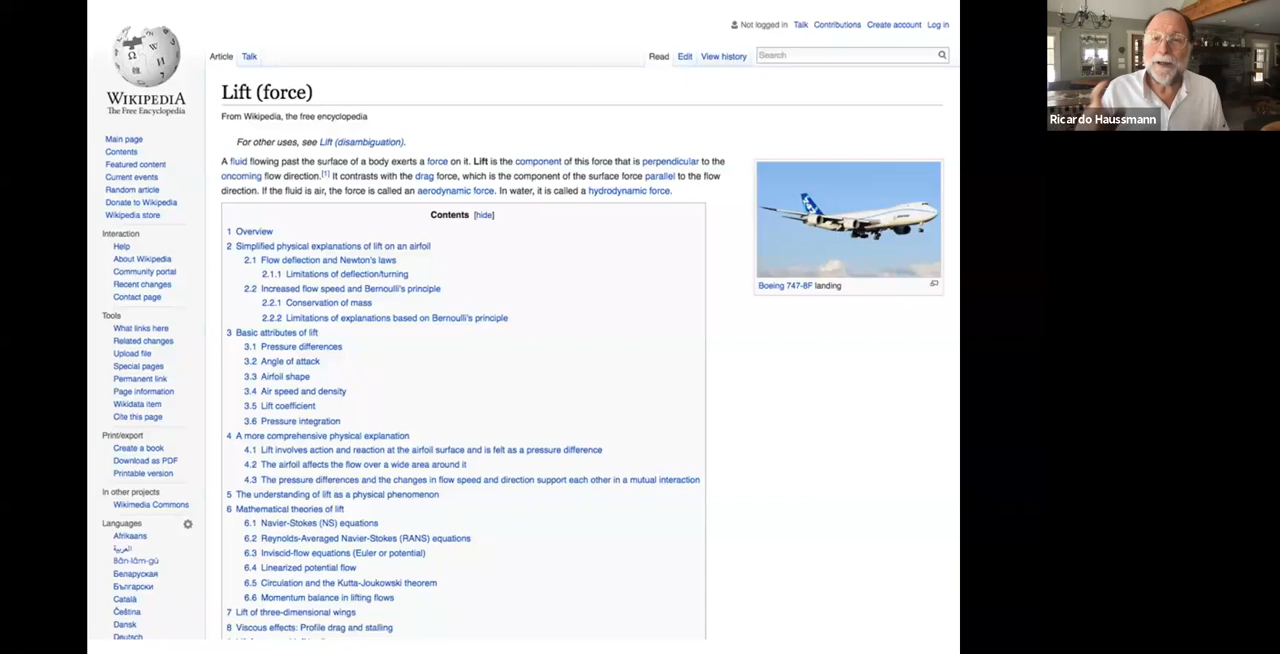 Not logged in Talk Contributions Create account Log in
Article Talk
Read Edit View history Search
WIKIPEDIA
The Free Encyclopedia
Main page
Contents
Featured content
Current events
Random article
Donate to Wikipedia
Wikipedia store
Interaction
Help
About Wikipedia
Community portal
Recent changes
Contact page
Tools
What links here
Related changes
Upload file
Special pages
Permanent link
Page information
Wikidata item
Cite this page
Print/export
Create a book
Download as PDF
Printable version
In other projects
Wikimedia Commons
Languages
Afrikaans
العربية
Bân-lâm-gú
Беларуская
Български
Català
Čeština
Dansk
Deutsch
Lift (force)
From Wikipedia, the free encyclopedia
For other uses, see Lift (disambiguation).
A fluid flowing past the surface of a body exerts a force on it. Lift is the component of this force that is perpendicular to the
oncoming flow direction.[1] It contrasts with the drag force, which is the component of the surface force parallel to the flow
direction. If the fluid is air, the force is called an aerodynamic force. In water, it is called a hydrodynamic force.
Contents [hide]
1 Overview
2 Simplified physical explanations of lift on an airfoil
2.1 Flow deflection and Newton's laws
2.1.1 Limitations of deflection/turning
2.2 Increased flow speed and Bernoulli's principle
2.2.1 Conservation of mass
2.2.2 Limitations of explanations based on Bernoulli's principle
3 Basic attributes of lift
3.1 Pressure differences
3.2 Angle of attack
3.3 Airfoil shape
3.4 Air speed and density
3.5 Lift coefficient
3.6 Pressure integration
4 A more comprehensive physical explanation
4.1 Lift involves action and reaction at the airfoil surface and is felt as a pressure difference
4.2 The airfoil affects the flow over a wide area around it
4.3 The pressure differences and the changes in flow speed and direction support each other in a mutual interaction
5 The understanding of lift as a physical phenomenon
6 Mathematical theories of lift
6.1 Navier-Stokes (NS) equations
6.2 Reynolds-Averaged Navier-Stokes (RANS) equations
6.3 Inviscid-flow equations (Euler or potential)
6.4 Linearized potential flow
6.5 Circulation and the Kutta-Joukowski theorem
6.6 Momentum balance in lifting flows
7 Lift of three-dimensional wings
8 Viscous effects: Profile drag and stalling
Boeing 747-8F landing
Ricardo Haussmann